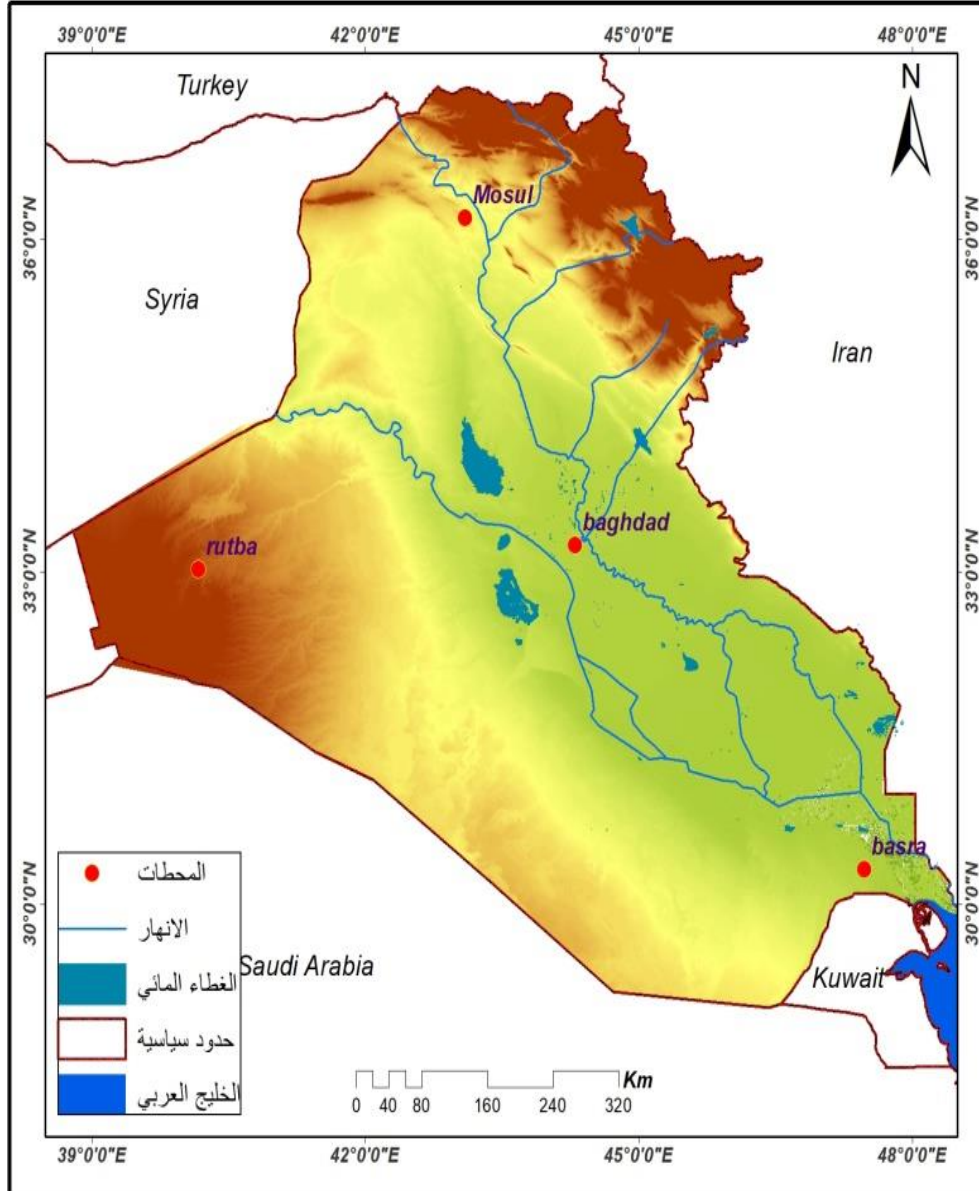 39°0'0"E 42°0'0"E 45°0'0"E 48°0'0"E
Turkey
N
Mosul
36°0'0"N 36°0'0"N
Syria
Iran
baghdad
rutba
33°0'0"N 33°0'0"N
basra
المحطات
30°0'0"N 30°0'0"N
الانهار
Saudi Arabia
Kuwait
الغطاء المائي
حدود سياسية
Km
الخليج العربي
0 40 80 160 240 320
39°0'0"E 42°0'0"E 45°0'0"E 48°0'0"E